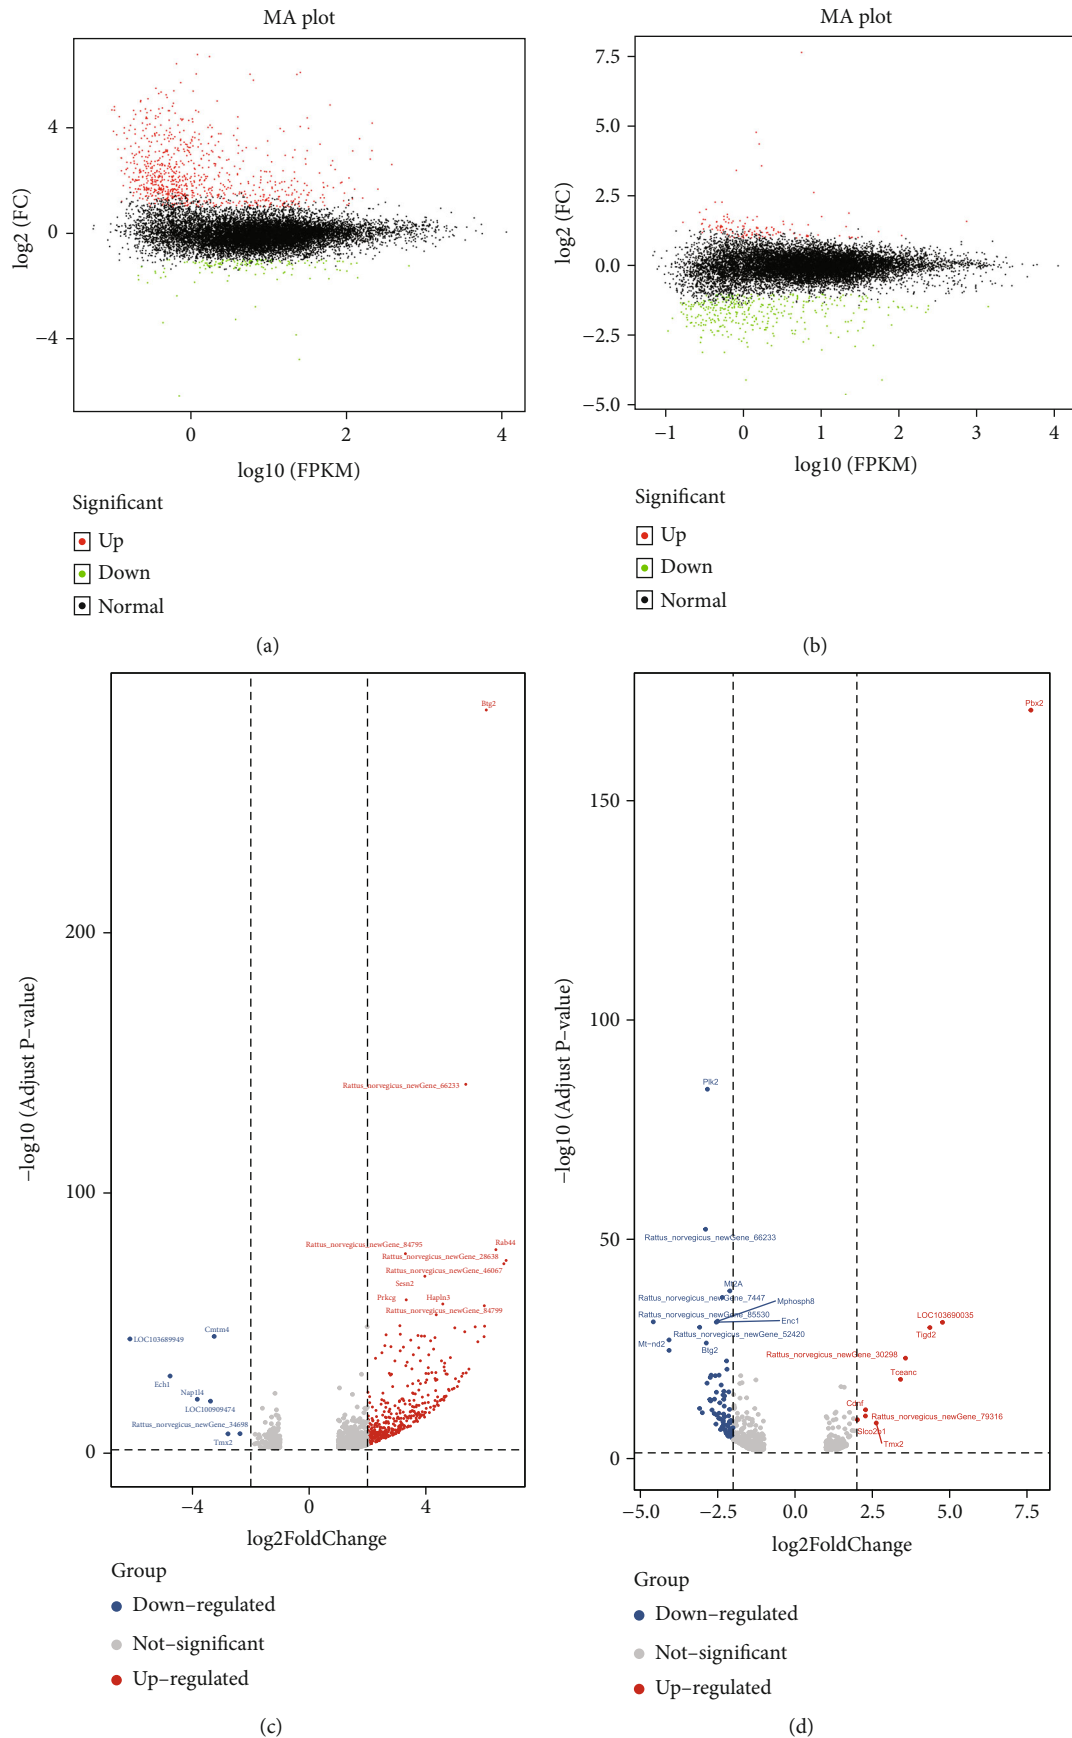 MA plot
4
0
−4
log2 (FC)
0
2
4
log10 (FPKM)
Significant
Up
Down
Normal
(a)
MA plot
7.5
5.0
2.5
0.0
−2.5
−5.0
log2 (FC)
−1
0
1
2
3
4
log10 (FPKM)
Significant
Up
Down
Normal
(b)
Btg2
200
−log10 (Adjust P−value)
Rattus_norvegicus_newGene_66233
100
Rattus_norvegicus_newGene_84795
Rab44
Rattus_norvegicus_newGene_28638
Rattus_norvegicus_newGene_46067
Sesn2
Prkcg
Hapln3
Rattus_norvegicus_newGene_84799
Cmtm4
LOC103689949
Ech1
Nap1l4
LOC100909474
Rattus_norvegicus_newGene_34698
Tmx2
0
−4
0
4
log2FoldChange
Group
Down−regulated
Not−significant
Up−regulated
(c)
Pbx2
150
100
−log10 (Adjust P−value)
Plk2
50
Rattus_norvegicus_newGene_66233
Mt2A
Rattus_norvegicus_newGene_7447
Mphosph8
Rattus_norvegicus_newGene_85530
Enc1
LOC103690035
Rattus_norvegicus_newGene_52420
Tigd2
Mt−nd2
Btg2
Rattus_norvegicus_newGene_30298
Tceanc
Rattus_norvegicus_newGene_79316
Tmx2
0
−5.0
−2.5
0.0
2.5
5.0
7.5
log2FoldChange
Group
Down−regulated
Not−significant
Up−regulated
(d)